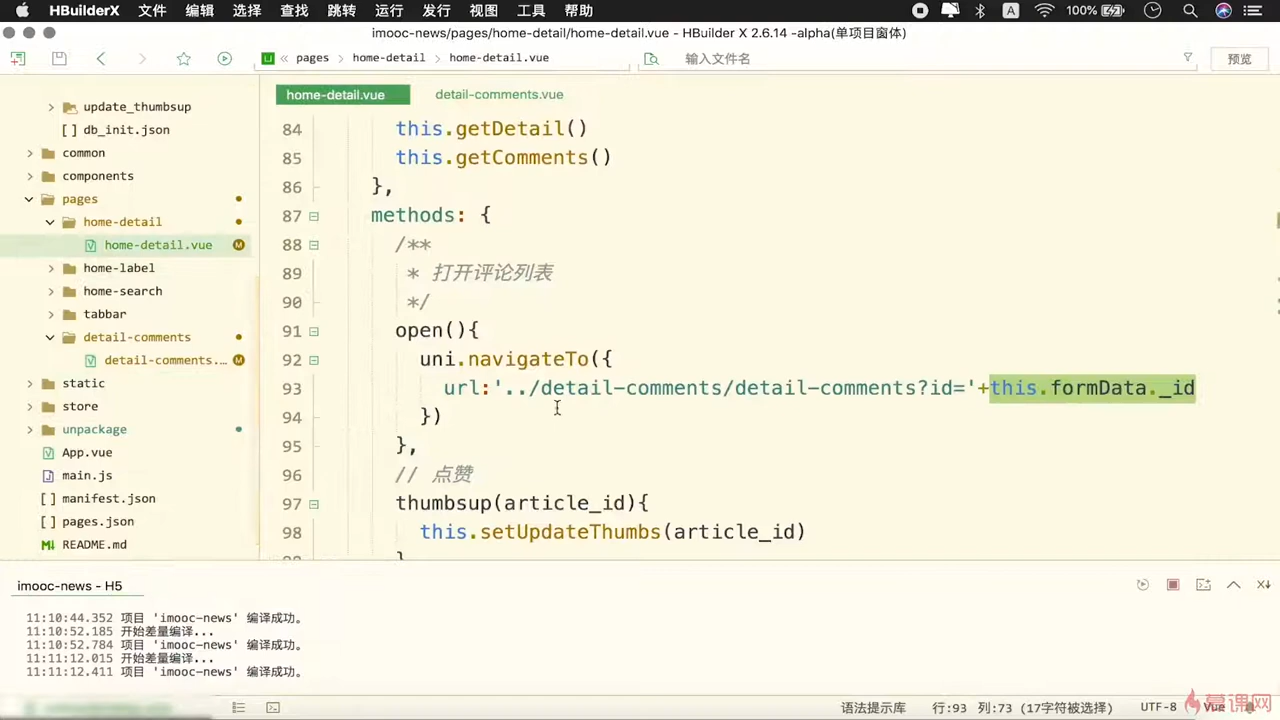 HBuilderX 文件 编辑 选择 查找 跳转 运行 发行 视图 工具 帮助 A 100%
imooc-news/pages/home-detail/home-detail.vue - HBuilder X 2.6.14 -alpha(单项目窗体)
pages home-detail home-detail.vue 输入文件名 预览
home-detail.vue detail-comments.vue
update_thumbsup
db_init.json
common
components
pages
home-detail
home-detail.vue M
home-label
home-search
tabbar
detail-comments
detail-comments.... M
static
store
unpackage
App.vue
main.js
manifest.json
pages.json
README.md
84 this.getDetail()
85 this.getComments()
86 },
87 methods: {
88 /**
89 * 打开评论列表
90 */
91 open(){
92 uni.navigateTo({
93 url:'../detail-comments/detail-comments?id='+this.formData._id
94 })
95 },
96 // 点赞
97 thumbsup(article_id){
98 this.setUpdateThumbs(article_id)
imooc-news - H5
11:10:44.352 项目 'imooc-news' 编译成功。
11:10:52.185 开始差量编译...
11:10:52.784 项目 'imooc-news' 编译成功。
11:11:12.015 开始差量编译...
11:11:12.411 项目 'imooc-news' 编译成功。
语法提示库 行:93 列:73 (17字符被选择) UTF-8 Vue
慕课网